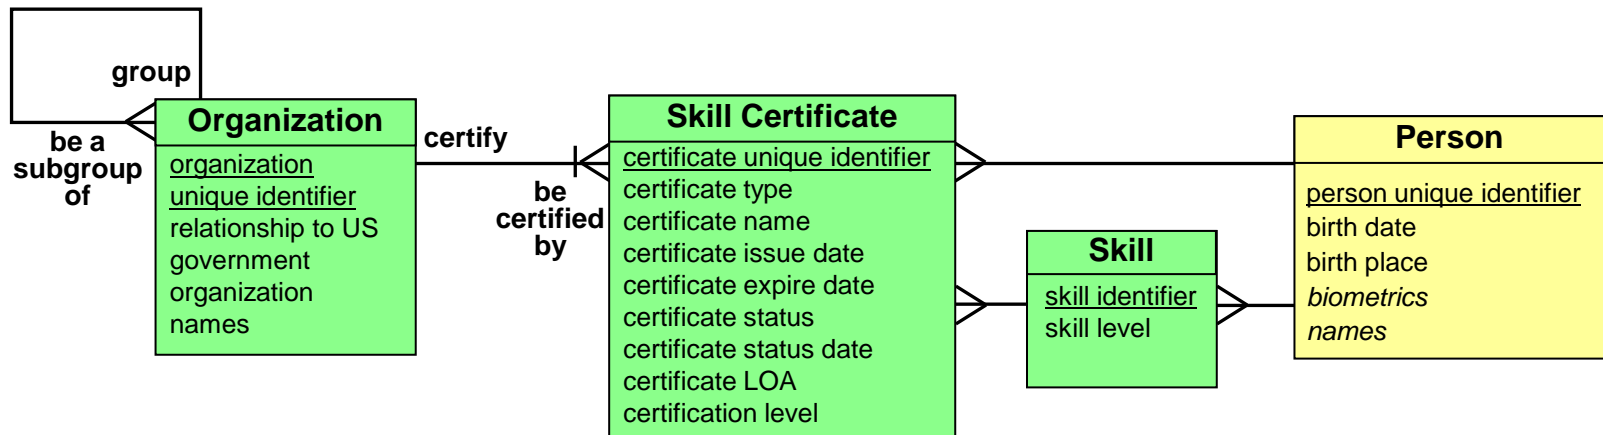 group
be a
subgroup
of
Organization
organization
unique identifier
relationship to US
government
organization
names
certify
be
certified
by
Skill Certificate
certificate unique identifier
certificate type
certificate name
certificate issue date
certificate expire date
certificate status
certificate status date
certificate LOA
certification level
Skill
skill identifier
skill level
Person
person unique identifier
birth date
birth place
biometrics
names